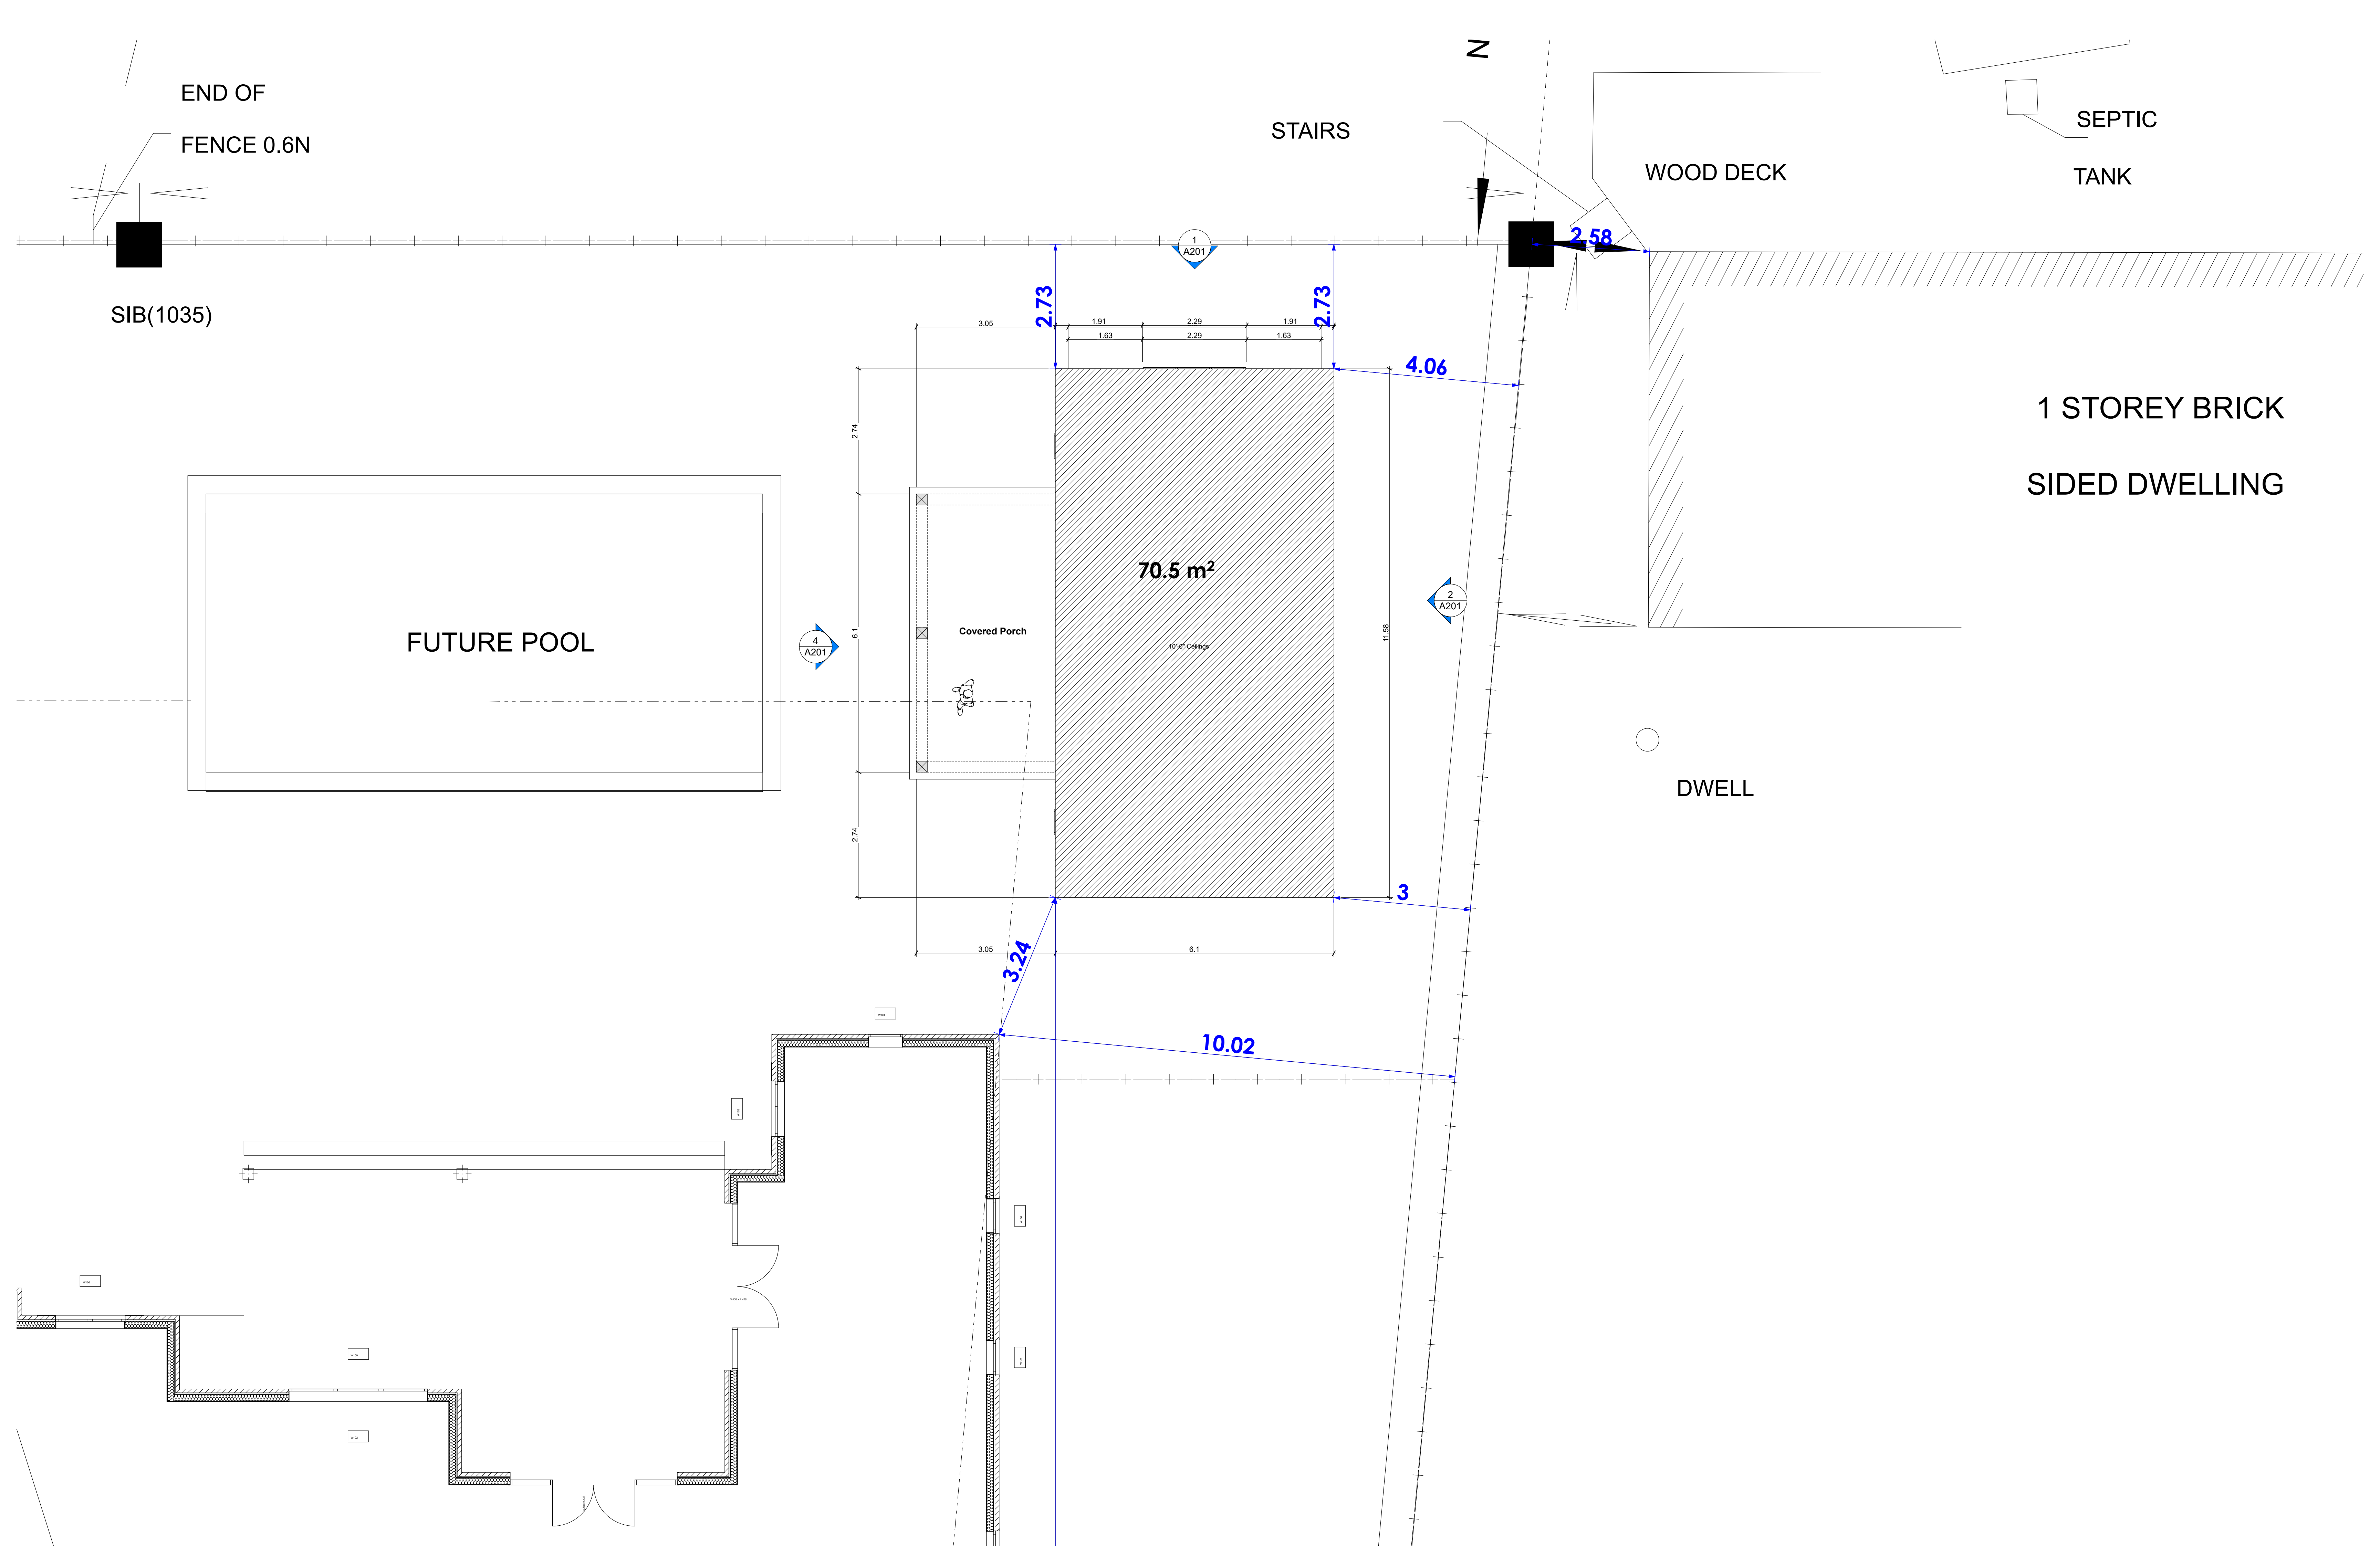 N
END OF
FENCE 0.6N
STAIRS
SEPTIC
TANK
WOOD DECK
2.58
1
A201
SIB(1035)
2.73
2.73
3.05
1.91
2.29
1.91
1.63
2.29
1.63
4.06
1 STOREY BRICK
SIDED DWELLING
2.74
70.5 m²
2
A201
Covered Porch
FUTURE POOL
4
A201
6.1
10'-0" Ceilings
11.58
DWELL
2.74
3
3.05
6.1
3.24
10.02